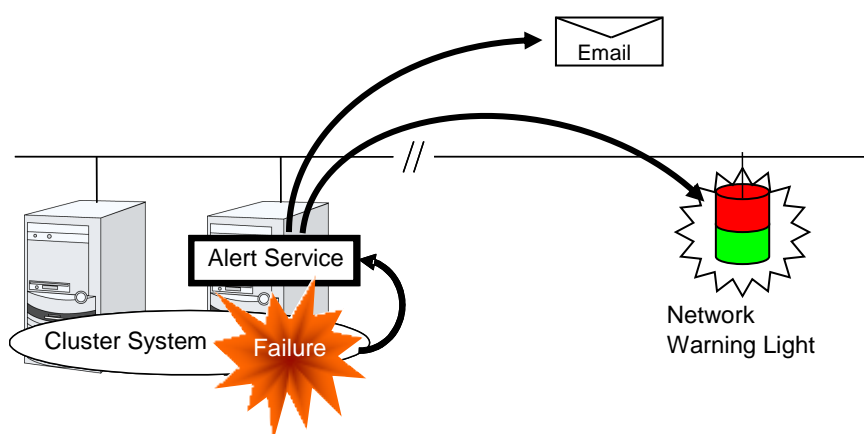 Email
Alert Service
Cluster System
Failure
Network
Warning Light